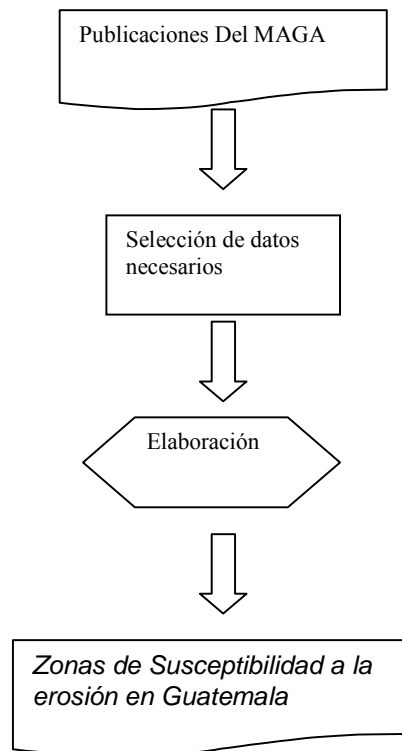 Publicaciones Del MAGA
Selección de datos
necesarios
Elaboración
Zonas de Susceptibilidad a la
erosión en Guatemala